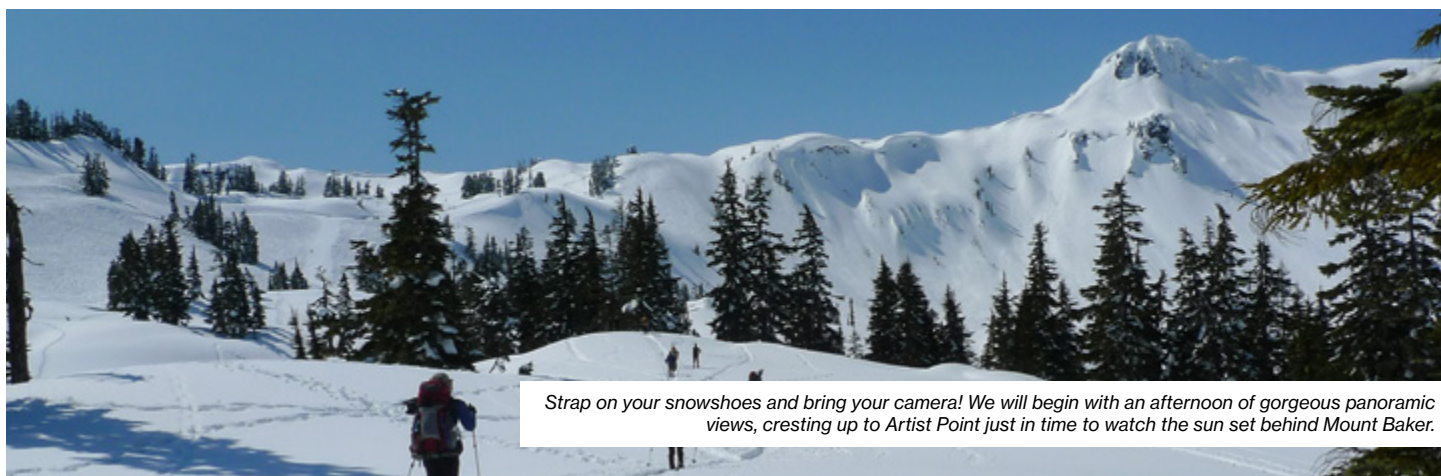 Strap on your snowshoes and bring your camera! We will begin with an afternoon of gorgeous panoramic
views, cresting up to Artist Point just in time to watch the sun set behind Mount Baker.